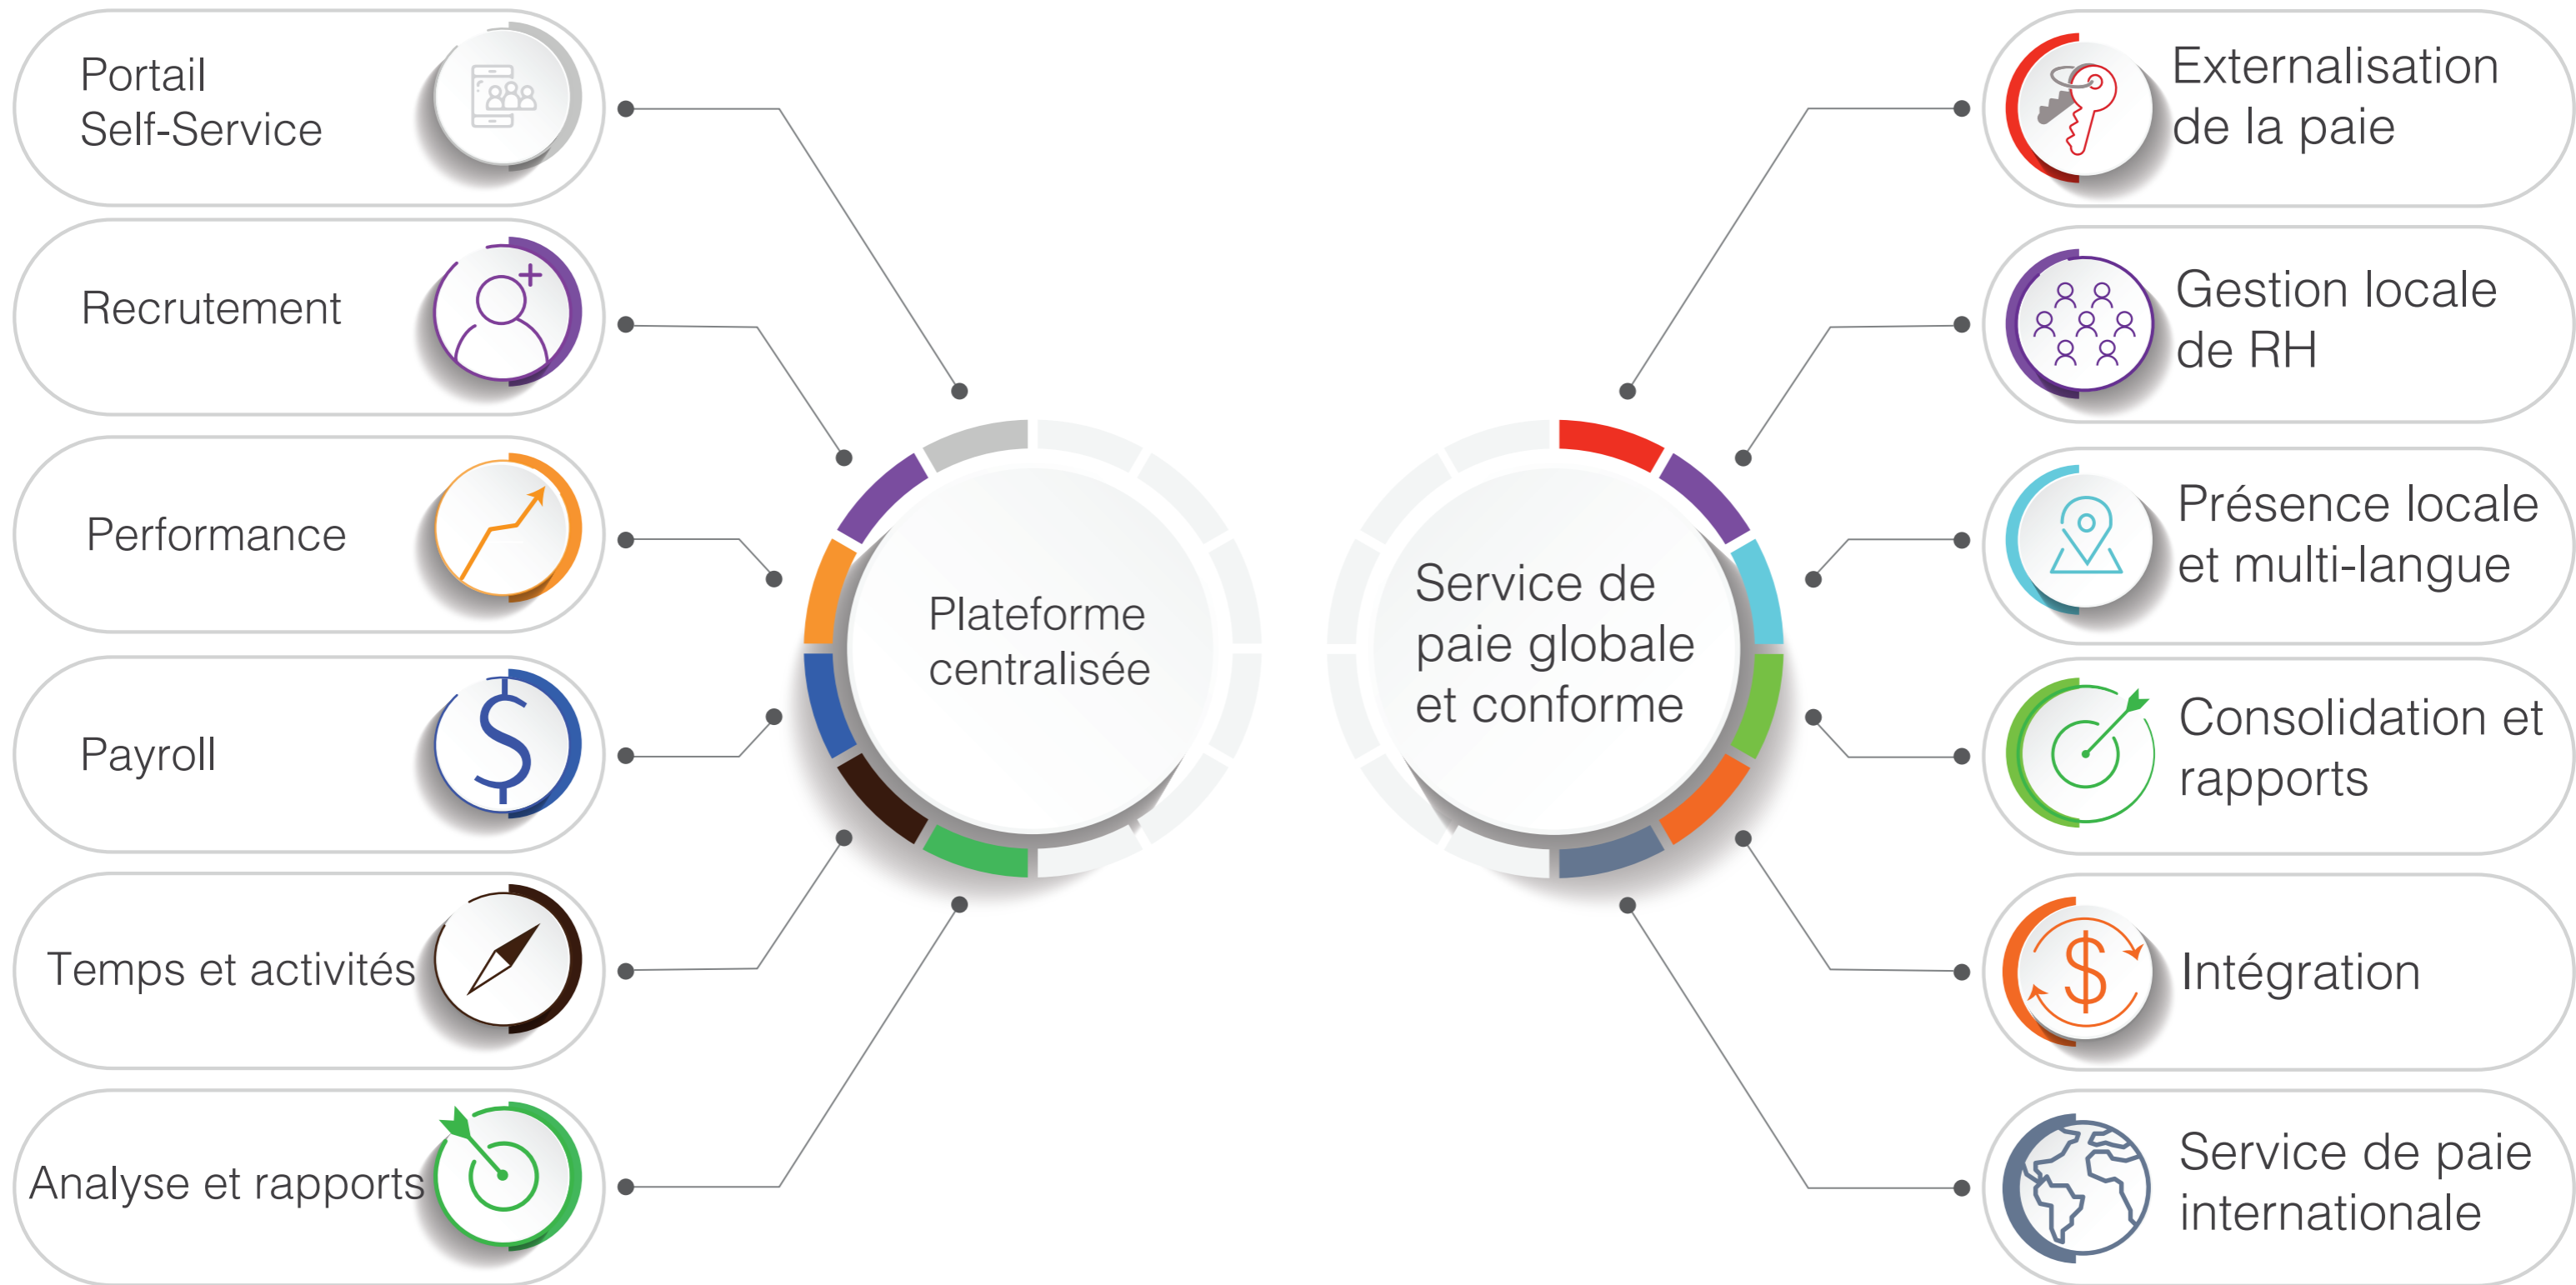 Portail
Self-Service
Recrutement
Performance
Payroll
Temps et activités
Analyse et rapports
Plateforme
centralisée
Service de
paie globale
et conforme
Externalisation
de la paie
Gestion locale
de RH
Présence locale
et multi-langue
Consolidation et
rapports
Intégration
Service de paie
internationale